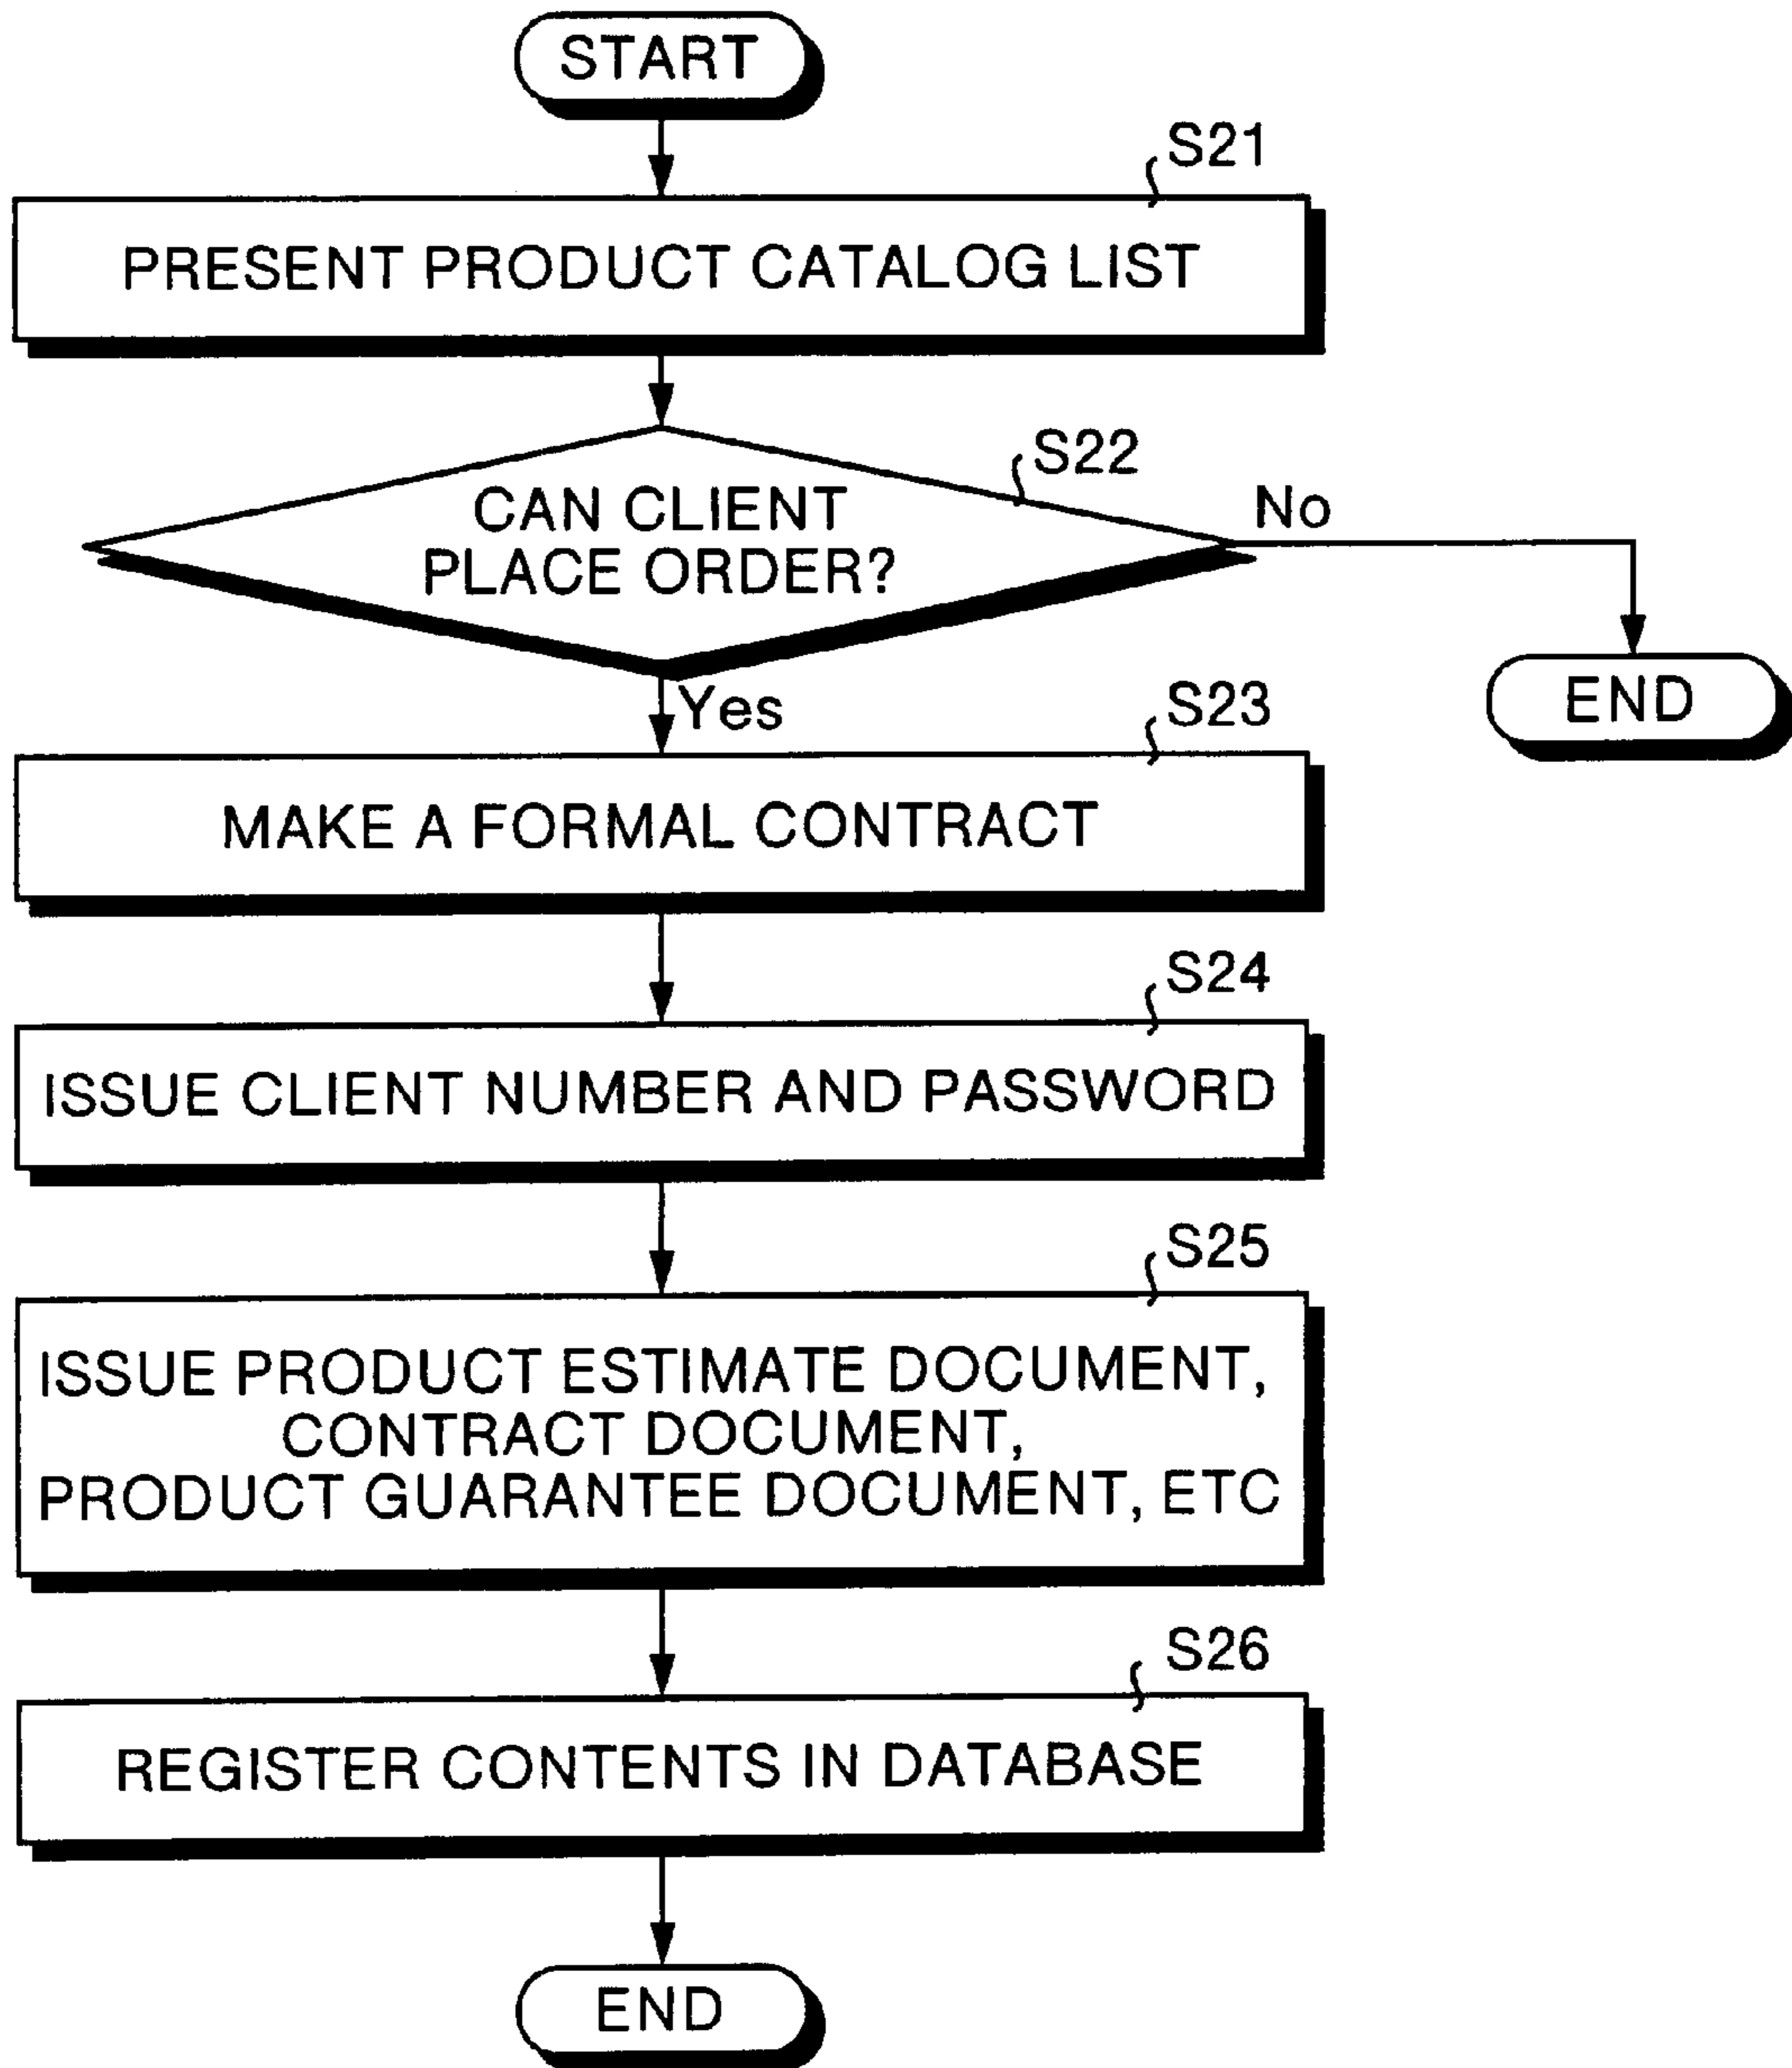 START
S21
PRESENT PRODUCT CATALOG LIST
S22
CAN CLIENT
PLACE ORDER?
No
END
Yes
S23
MAKE A FORMAL CONTRACT
S24
ISSUE CLIENT NUMBER AND PASSWORD
S25
ISSUE PRODUCT ESTIMATE DOCUMENT,
CONTRACT DOCUMENT,
PRODUCT GUARANTEE DOCUMENT, ETC
S26
REGISTER CONTENTS IN DATABASE
END